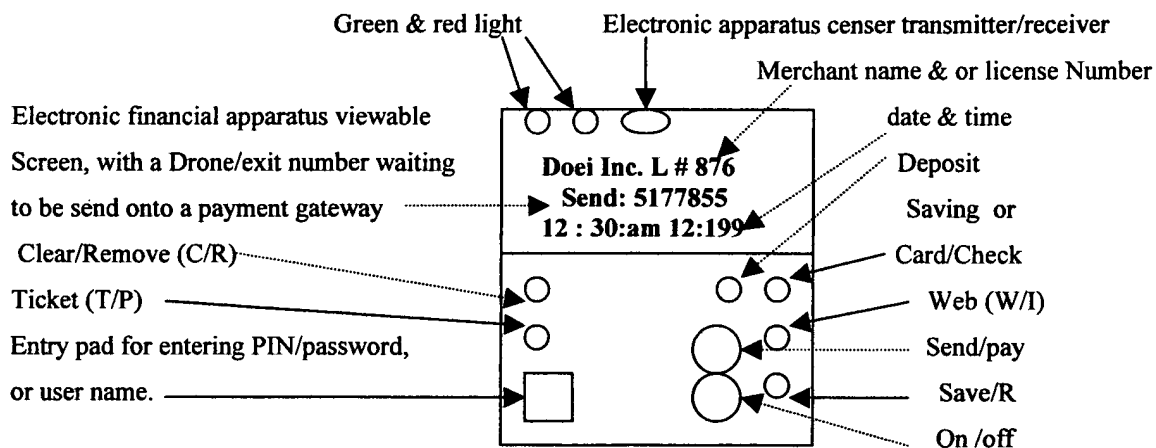 Green & red light
Electronic apparatus censer transmitter/receiver
Merchant name & or license Number
Electronic financial apparatus viewable
Screen, with a Drone/exit number waiting
to be send onto a payment gateway
Clear/Remove (C/R)
Ticket (T/P)
Entry pad for entering PIN/password,
or user name.
Doei Inc. L # 876
Send: 5177855
12 : 30:am 12:199
date & time
Deposit
Saving or
Card/Check
Web (W/I)
Send/pay
Save/R
On /off